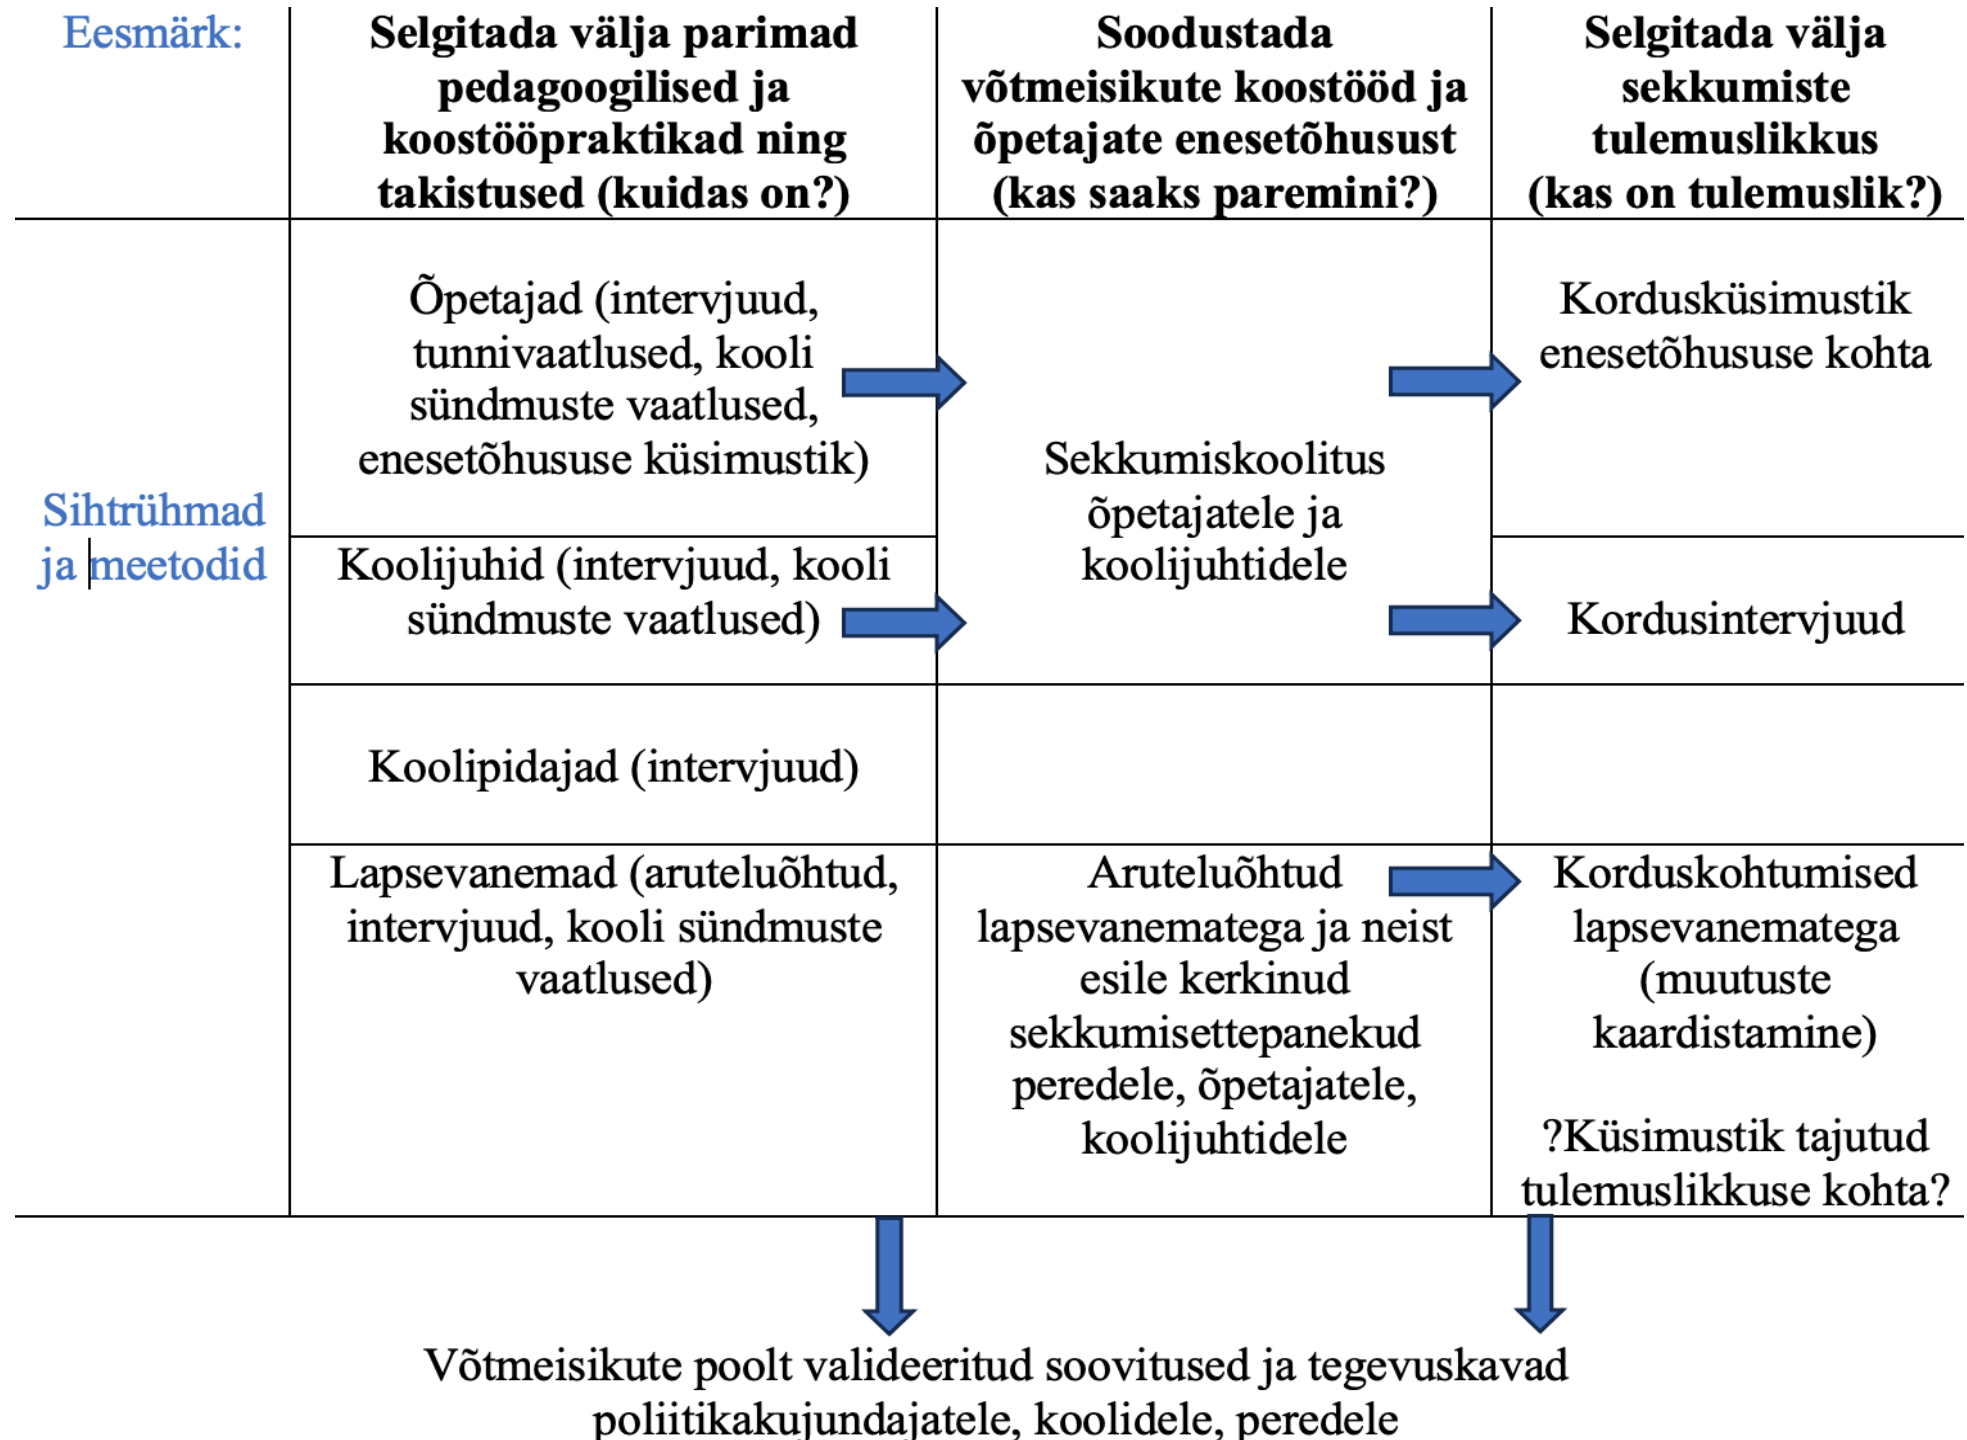 Eesmärk:
Selgitada välja parimad
pedagoogilised ja
koostööpraktikad ning
takistused (kuidas on?)
Soodustada
võtmeisikute koostööd ja
õpetajate enesetõhusust
(kas saaks paremini?)
Selgitada välja
sekkumiste
tulemuslikkus
(kas on tulemuslik?)
Sihtrühmad
ja meetodid
Õpetajad (intervjuud,
tunnivaatlused, kooli
sündmuste vaatlused,
enesetõhususe küsimustik)
Sekkumiskoolitus
õpetajatele ja
koolijuhtidele
Kordusküsimustik
enesetõhususe kohta
Koolijuhid (intervjuud, kooli
sündmuste vaatlused)
Kordusintervjuud
Koolipidajad (intervjuud)
Lapsevanemad (aruteluõhtud,
intervjuud, kooli sündmuste
vaatlused)
Aruteluõhtud
lapsevanematega ja neist
esile kerkinud
sekkumisettepanekud
peredele, õpetajatele,
koolijuhtidele
Korduskohtumised
lapsevanematega
(muutuste
kaardistamine)
?Küsimustik tajutud
tulemuslikkuse kohta?
Võtmeisikute poolt valideeritud soovitused ja tegevuskavad
poliitikakujundajatele, koolidele, peredele